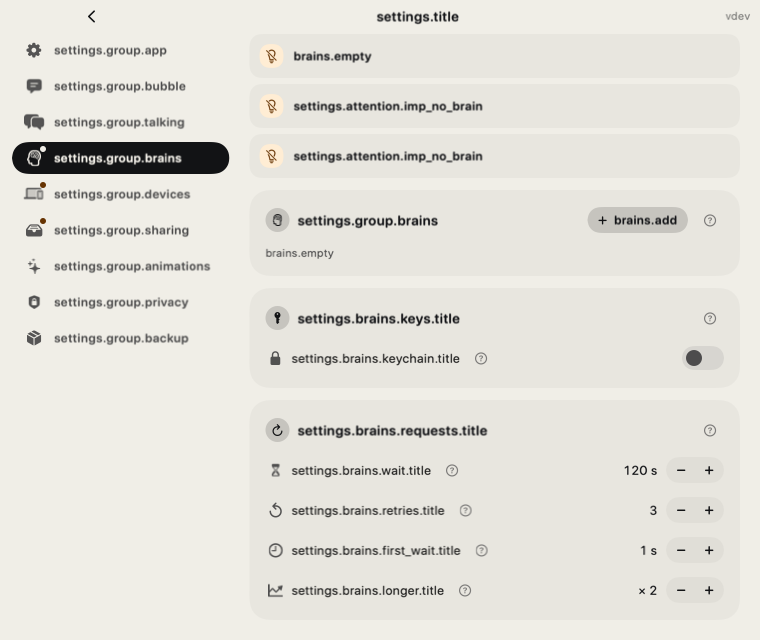 settings.title
vdev
settings.group.app
settings.group.bubble
settings.group.talking
settings.group.brains
settings.group.devices
settings.group.sharing
settings.group.animations
settings.group.privacy
settings.group.backup
brains.empty
settings.attention.imp_no_brain
settings.attention.imp_no_brain
settings.group.brains
+ brains.add
?
brains.empty
settings.brains.keys.title
?
settings.brains.keychain.title ?
settings.brains.requests.title
?
settings.brains.wait.title ? 120 s − +
settings.brains.retries.title ? 3 − +
settings.brains.first_wait.title ? 1 s − +
settings.brains.longer.title ? × 2 − +